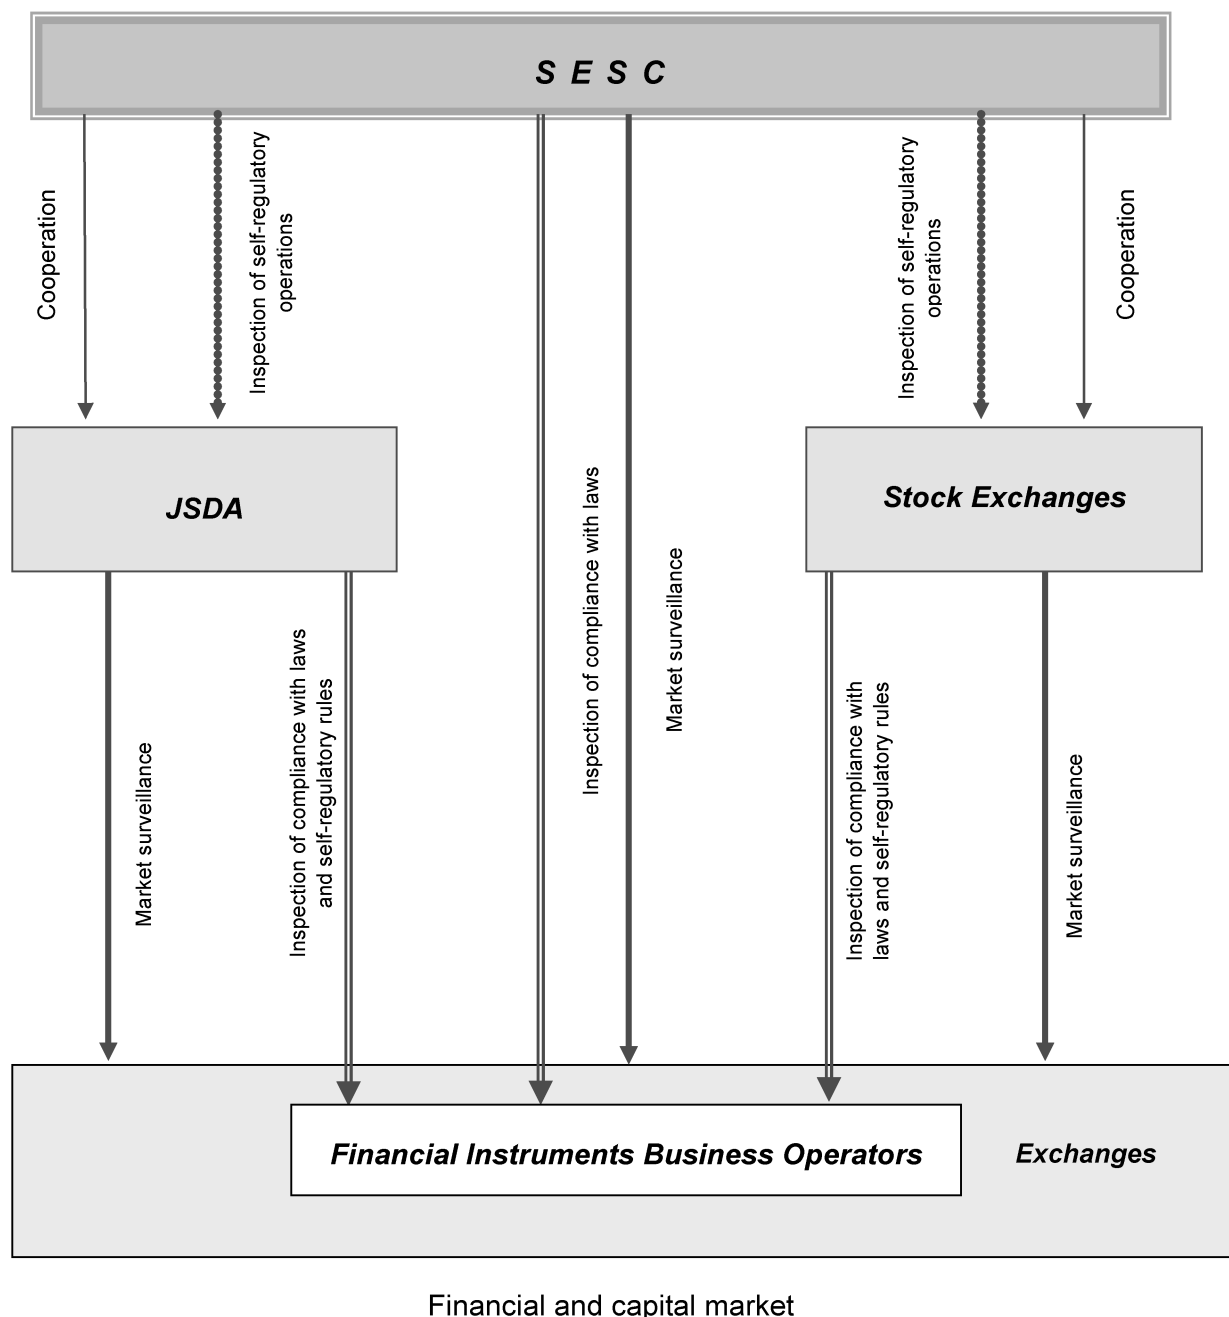 S E S C
Cooperation
Inspection of self-regulatory
operations
Inspection of self-regulatory
operations
Cooperation
JSDA
Stock Exchanges
Inspection of compliance with laws
Market surveillance
Market surveillance
Inspection of compliance with laws
and self-regulatory rules
Inspection of compliance with
laws and self-regulatory rules
Market surveillance
Financial Instruments Business Operators
Exchanges
Financial and capital market